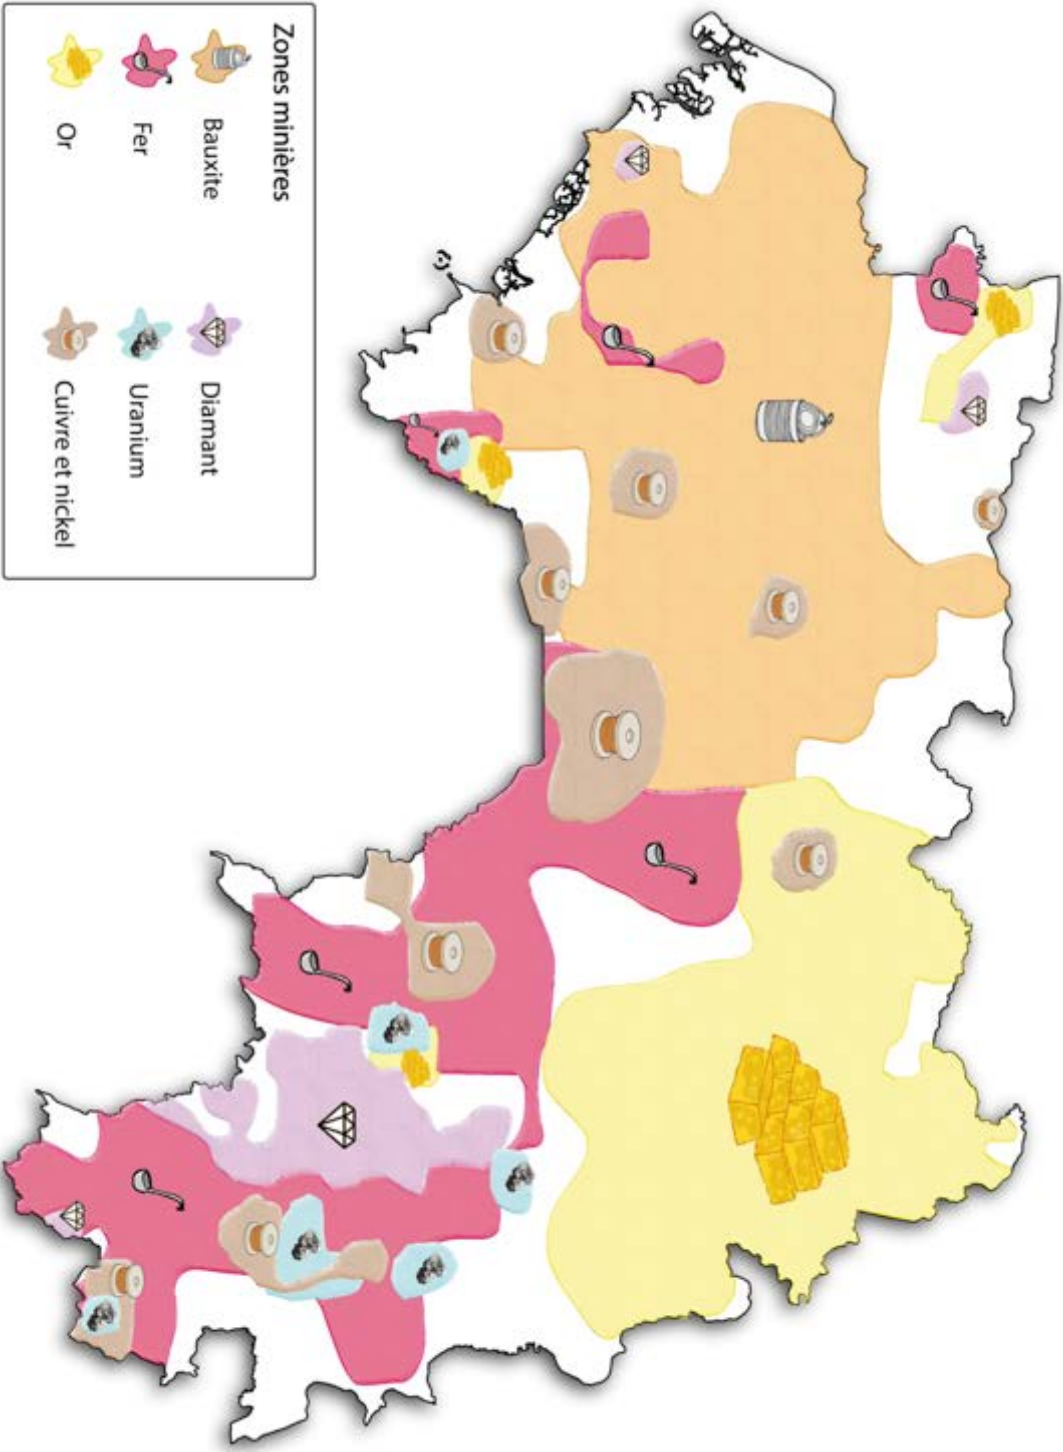 Zones minières
Bauxite
Diamant
Fer
Uranium
Or
Cuivre et nickel